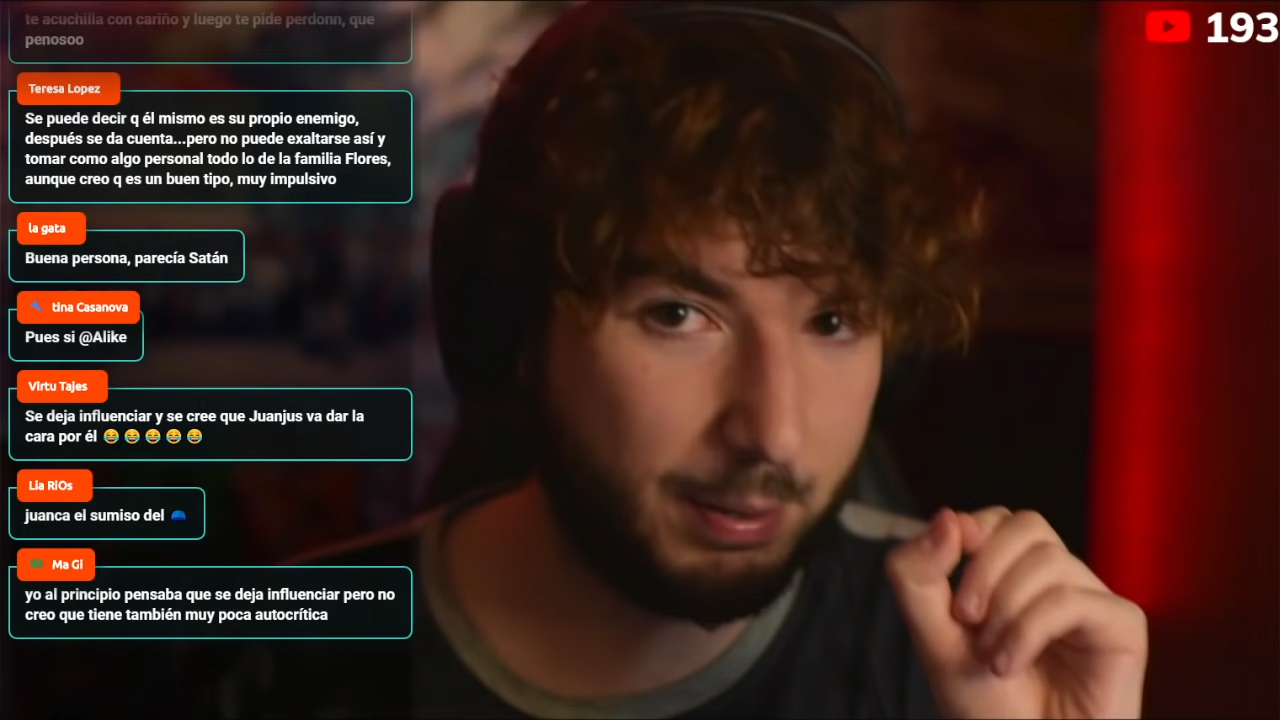 te acuchilla con cariño y luego te pide perdonn, que
penosoo
193
Teresa Lopez
Se puede decir q él mismo es su propio enemigo,
después se da cuenta...pero no puede exaltarse así y
tomar como algo personal todo lo de la familia Flores,
aunque creo q es un buen tipo, muy impulsivo
la gata
Buena persona, parecía Satán
tina Casanova
Pues si @Alike
Virtu Tajes
Se deja influenciar y se cree que Juanjus va dar la
cara por él 😂 😂 😂 😂 😂
Lia RiOs
juanca el sumiso del 🧢
Ma Gi
yo al principio pensaba que se deja influenciar pero no
creo que tiene también muy poca autocrítica